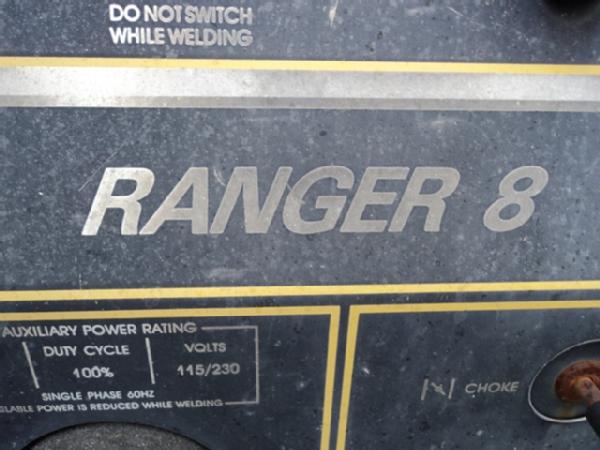 DO NOT SWITCH
WHILE WELDING
RANGER 8
AUXILIARY POWER RATING
DUTY CYCLE VOLTS
100% 115/230
SINGLE PHASE 60HZ
POWER IS REDUCED WHILE WELDING
CHOKE